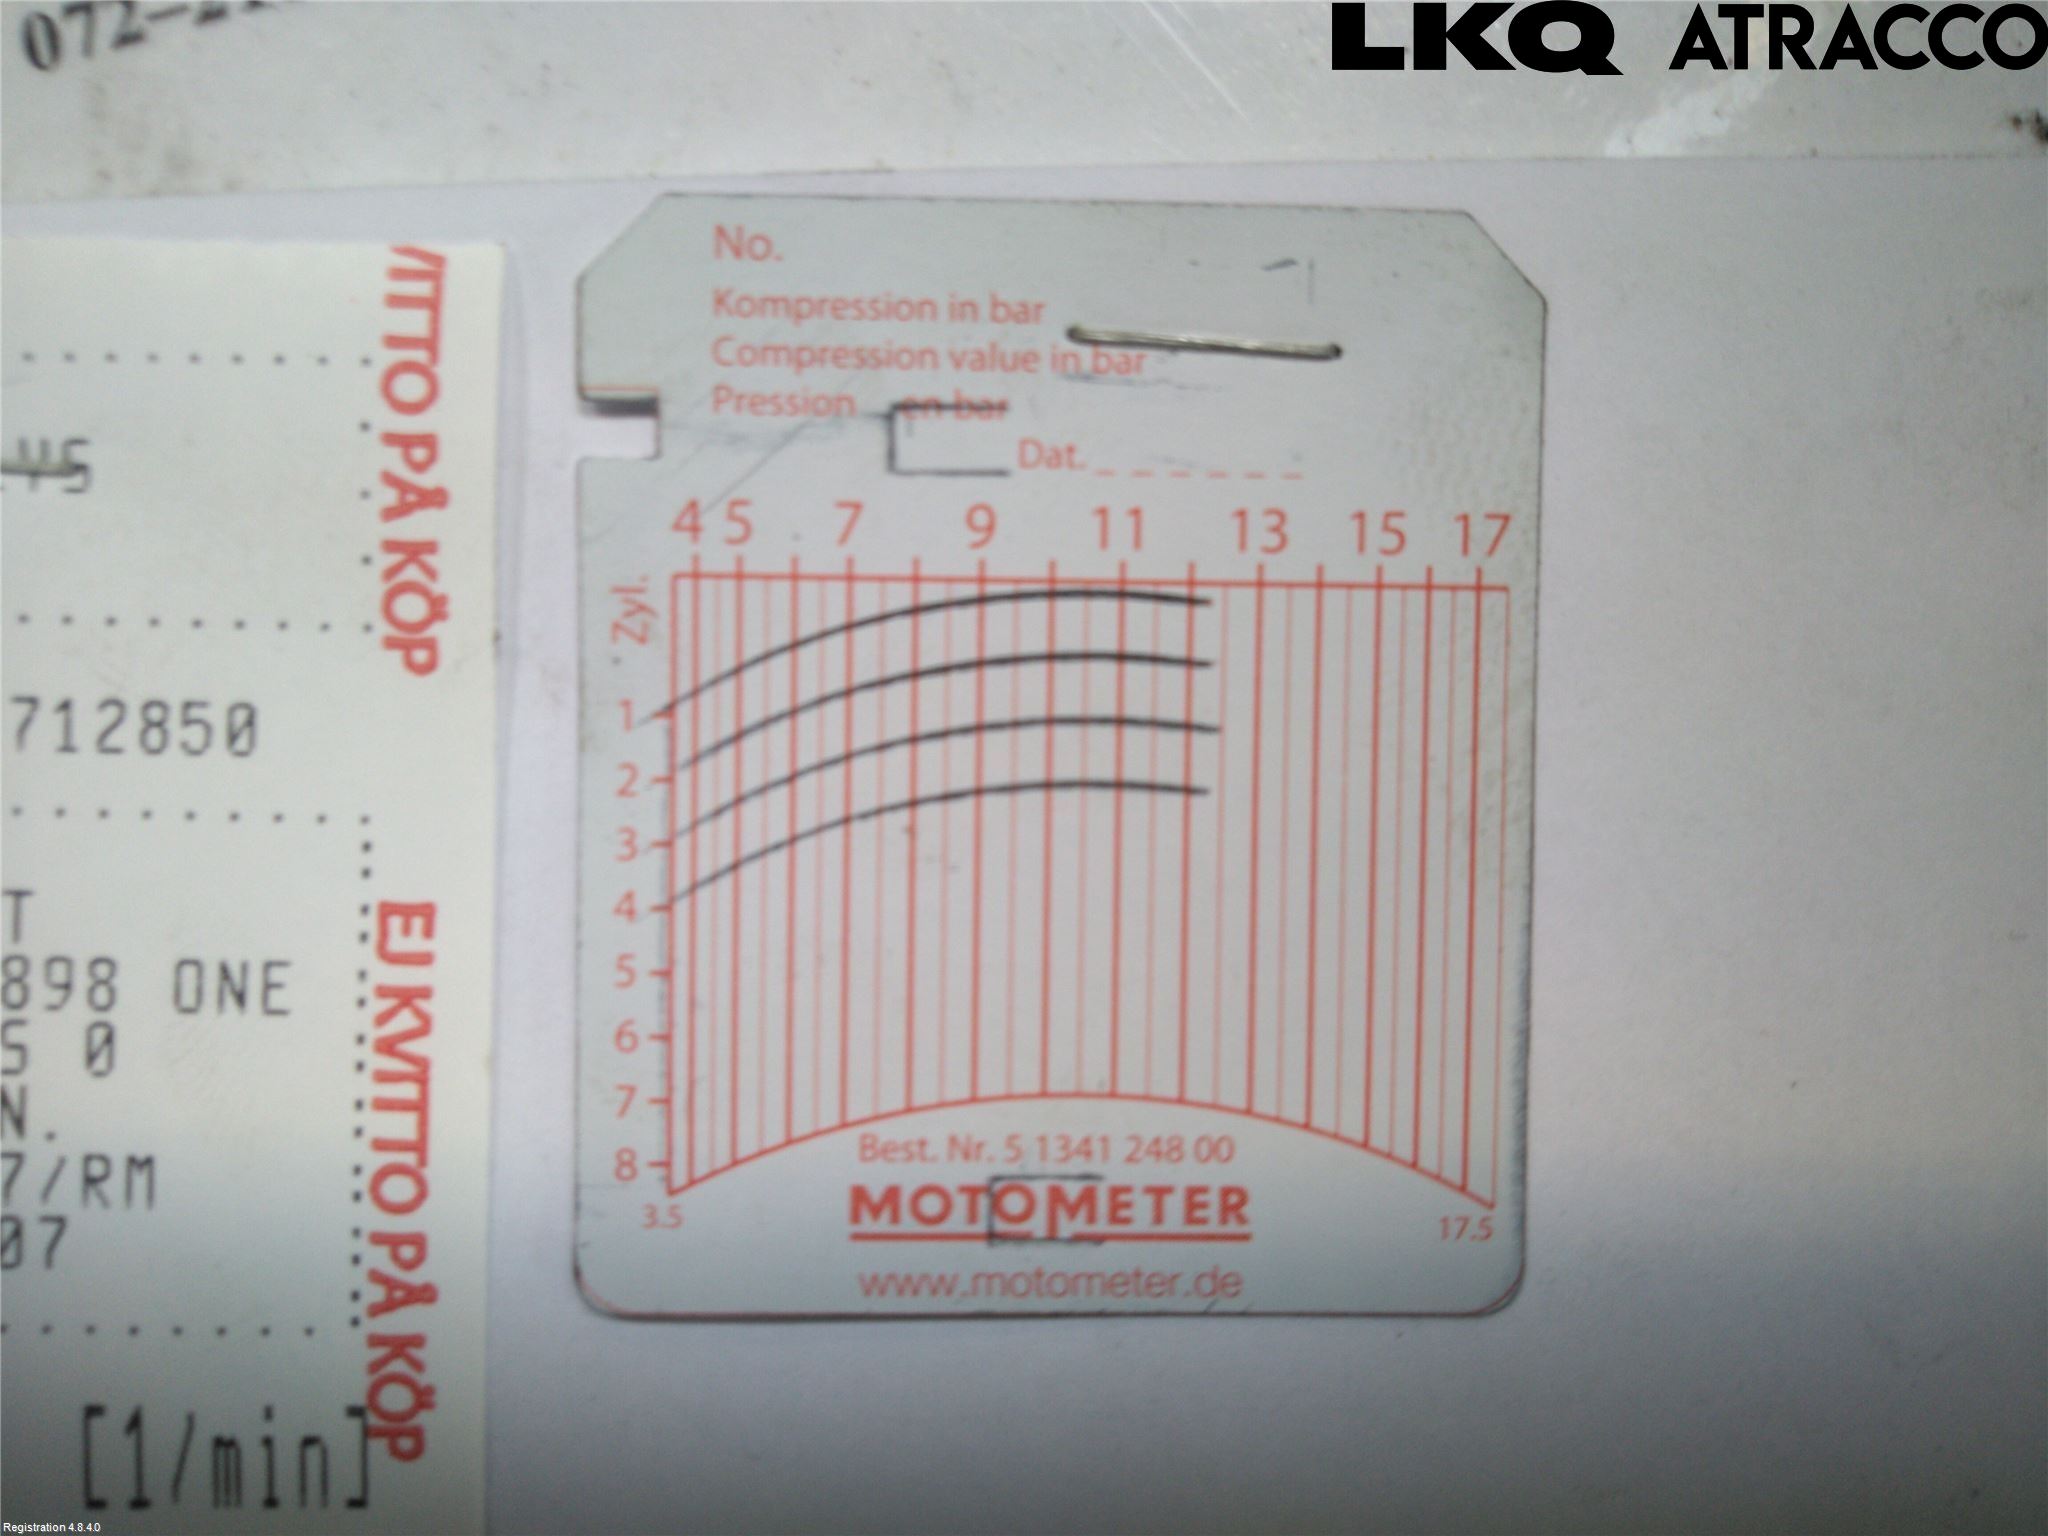 LKQ ATRACCO
No.
Kompression in bar
Compression value in bar
Pression en bar
Dat.
4 5 7 9 11 13 15 17
Zyl.
1
2
3
4
5
6
7
8
3.5
17.5
Best. Nr. 5 1341 248 00
MOTOMETER
www.motometer.de
PÅ KÖP
712850
T
898 ONE
S 0
N.
7/RM
07
[1/min]
EJ KVITTO PÅ KÖP
Registration 4.8.4.0